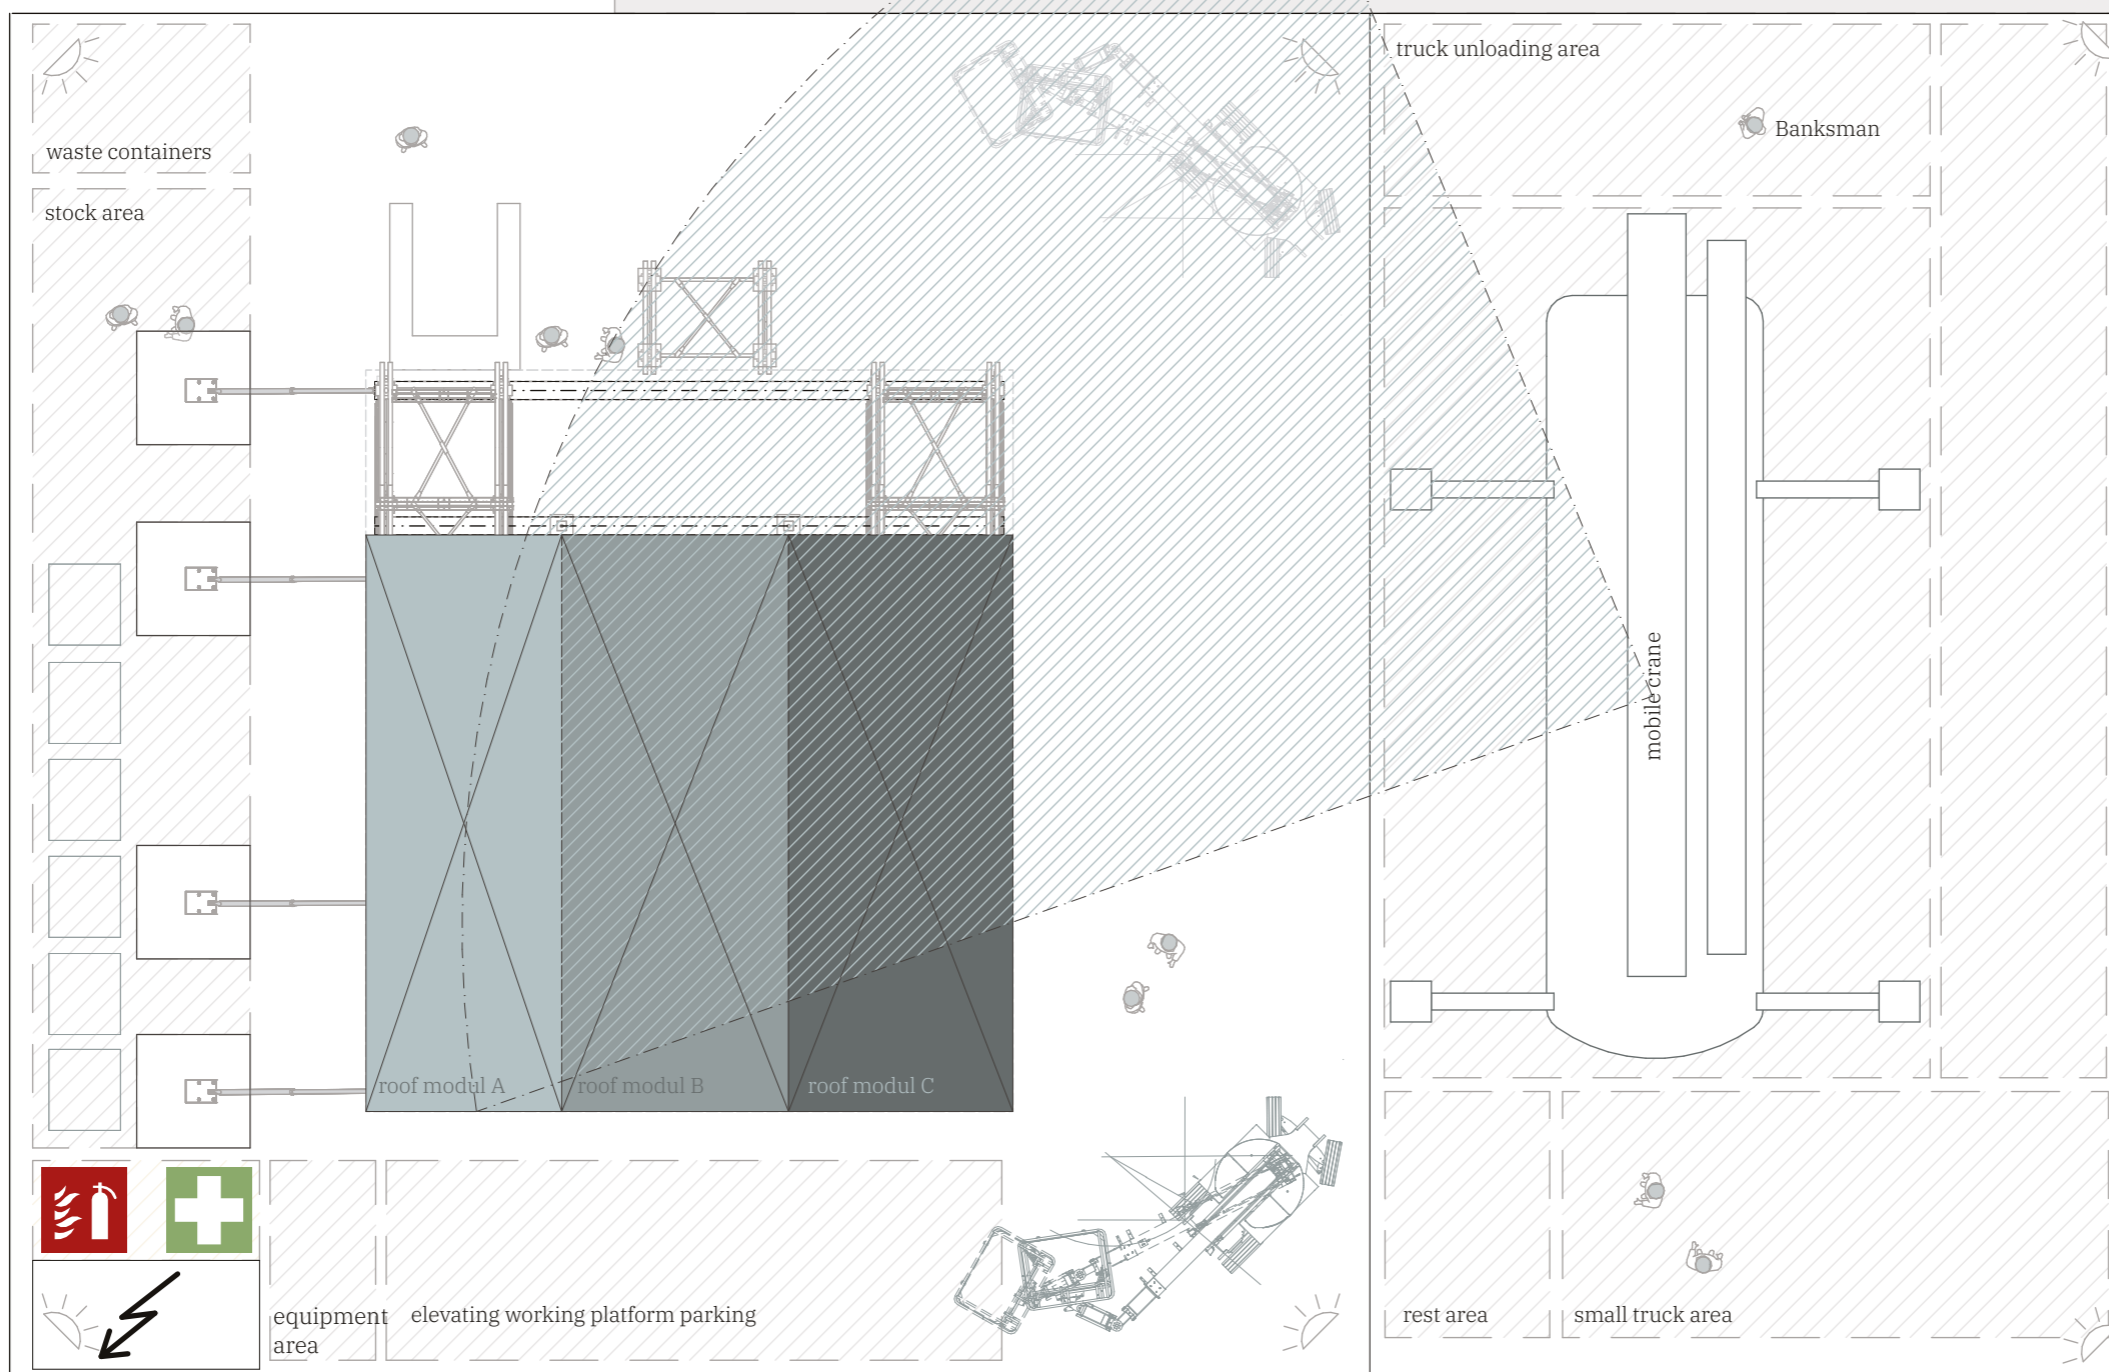 truck unloading area
Banksman
waste containers
stock area
mobile crane
roof modul A
roof modul B
roof modul C
equipment
area
elevating working platform parking
rest area
small truck area